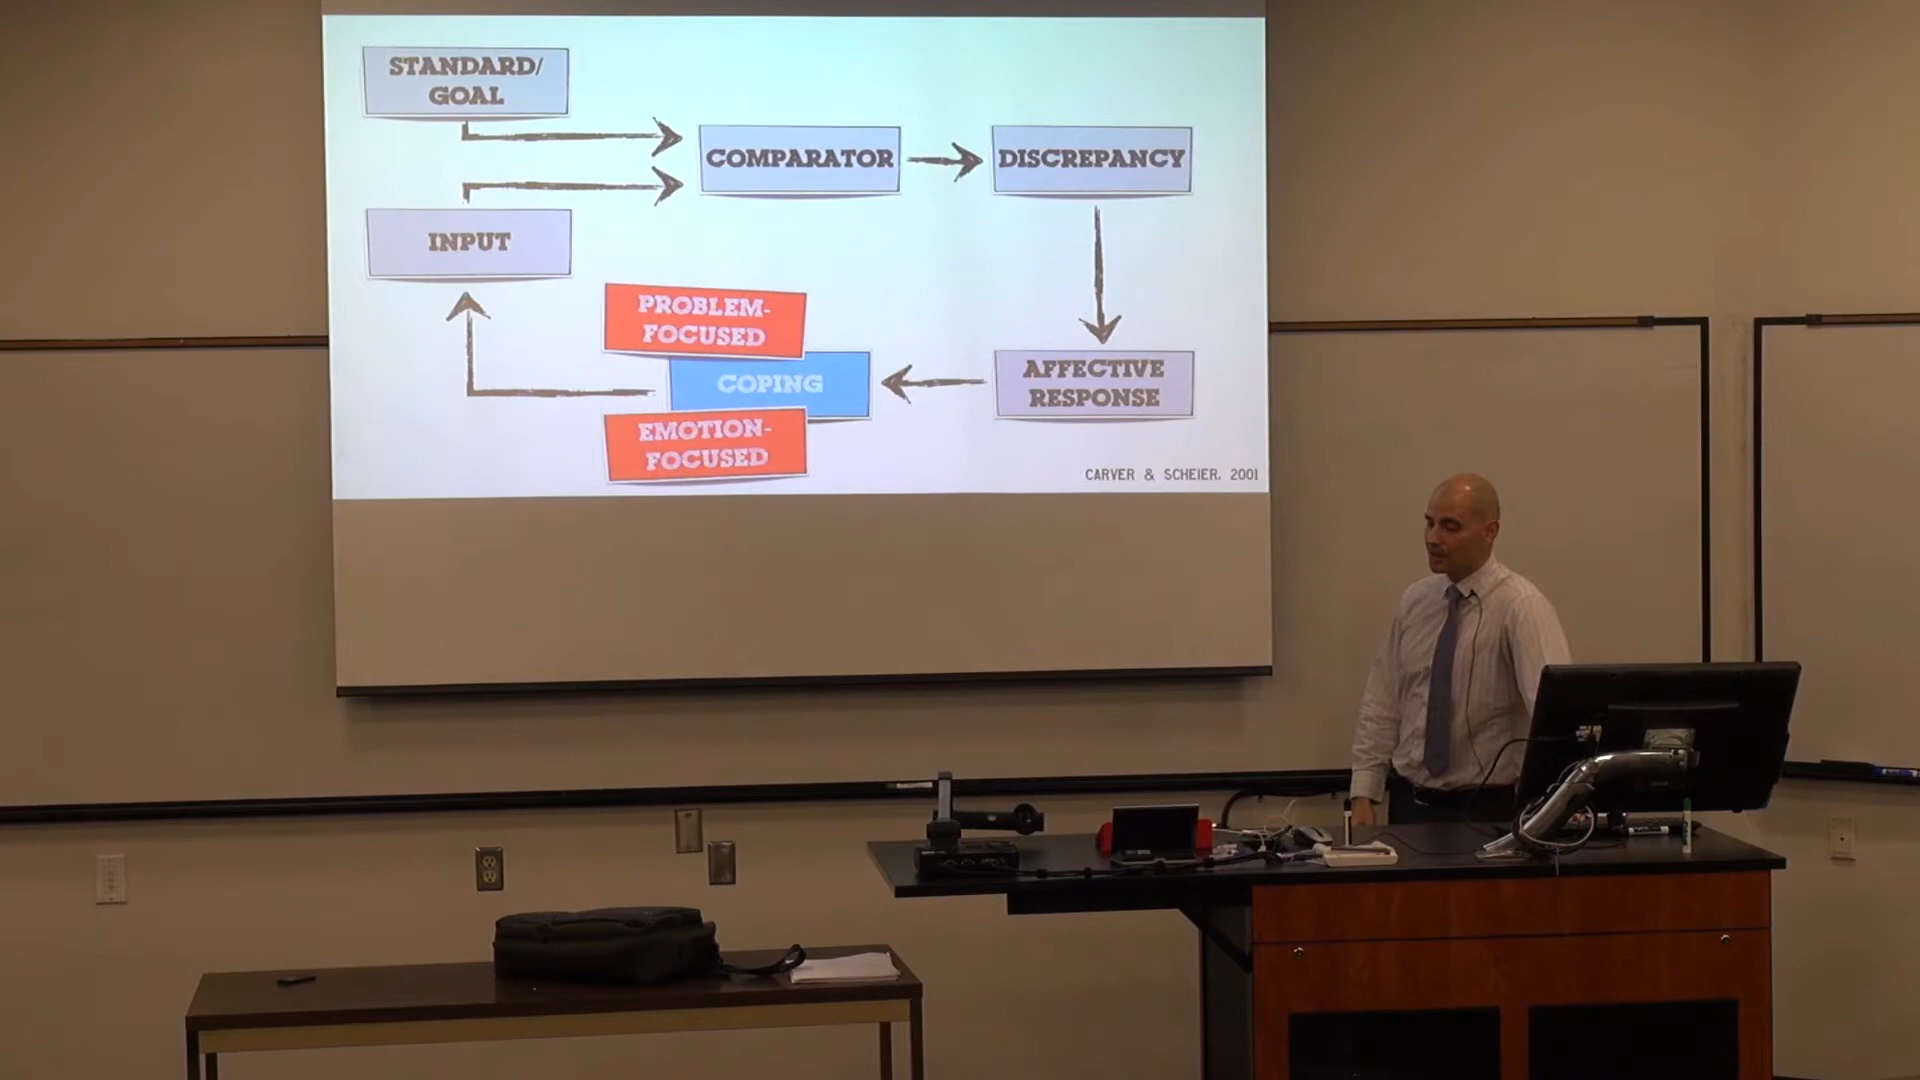 STANDARD/
GOAL
COMPARATOR
DISCREPANCY
INPUT
PROBLEM-
FOCUSED
COPING
AFFECTIVE
RESPONSE
EMOTION-
FOCUSED
CARVER & SCHEIER, 2001